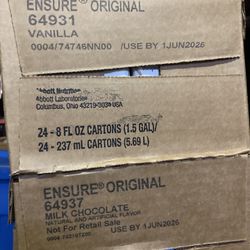 ENSURE® ORIGINAL
64931
VANILLA
0004/74746NN00 /USE BY 1JUN2026
Abbott Nutrition
Abbott Laboratories
Columbus, Ohio 43219-3034 USA
24 - 8 FL OZ CARTONS (1.5 GAL)/
24 - 237 mL CARTONS (5.69 L)
ENSURE® ORIGINAL
64937
MILK CHOCOLATE
NATURAL AND ARTIFICIAL FLAVOR
Not For Retail Sale
USE BY 1JUN2026